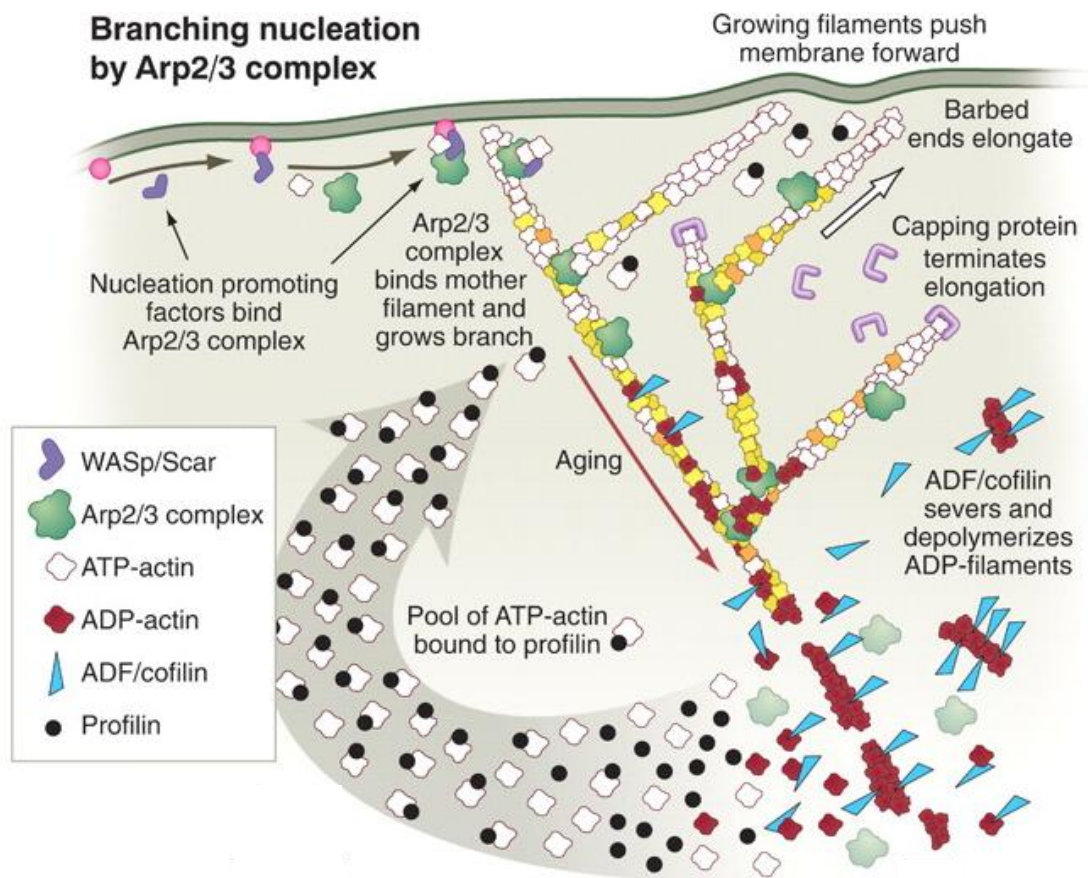 Branching nucleation
by Arp2/3 complex
Growing filaments push
membrane forward
Barbed
ends elongate
Nucleation promoting
factors bind
Arp2/3 complex
Arp2/3
complex
binds mother
filament and
grows branch
Capping protein
terminates
elongation
Aging
ADF/cofilin
severs and
depolymerizes
ADP-filaments
Pool of ATP-actin
bound to profilin
WASp/Scar
Arp2/3 complex
ATP-actin
ADP-actin
ADF/cofilin
Profilin